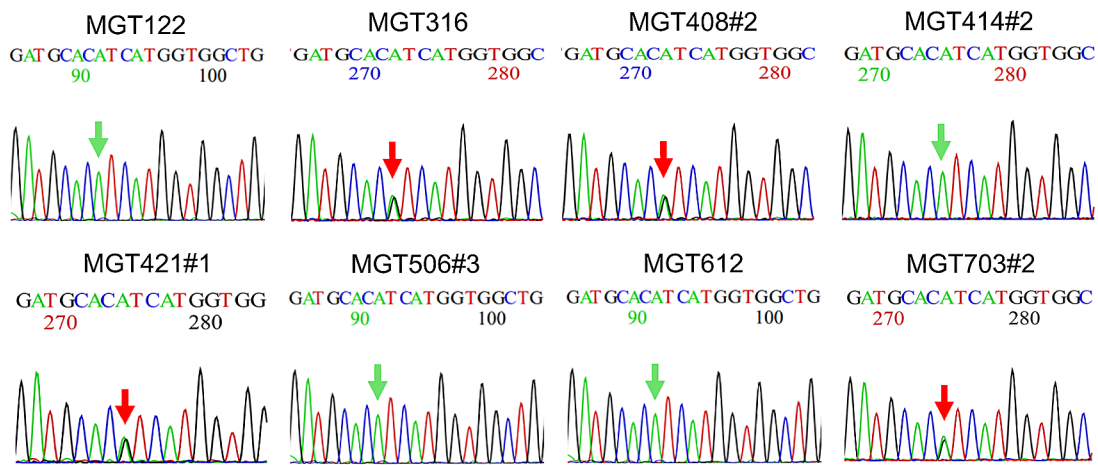 MGT122
GATGCACATCATGGTGGCTG
90 100
MGT316
GATGCACATCATGGTGGC
270 280
MGT408#2
GATGCACATCATGGTGGC
270 280
MGT414#2
GATGCACATCATGGTGGC
270 280
MGT421#1
GATGCACATCATGGTGG
270 280
MGT506#3
GATGCACATCATGGTGGCTG
90 100
MGT612
GATGCACATCATGGTGGCTG
90 100
MGT703#2
GATGCACATCATGGTGGC
270 280